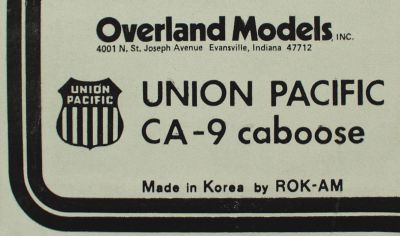 Overland Models, INC.
4001 N. St. Joseph Avenue Evansville, Indiana 47712
UNION
PACIFIC
UNION PACIFIC
CA-9 caboose
Made in Korea by ROK-AM